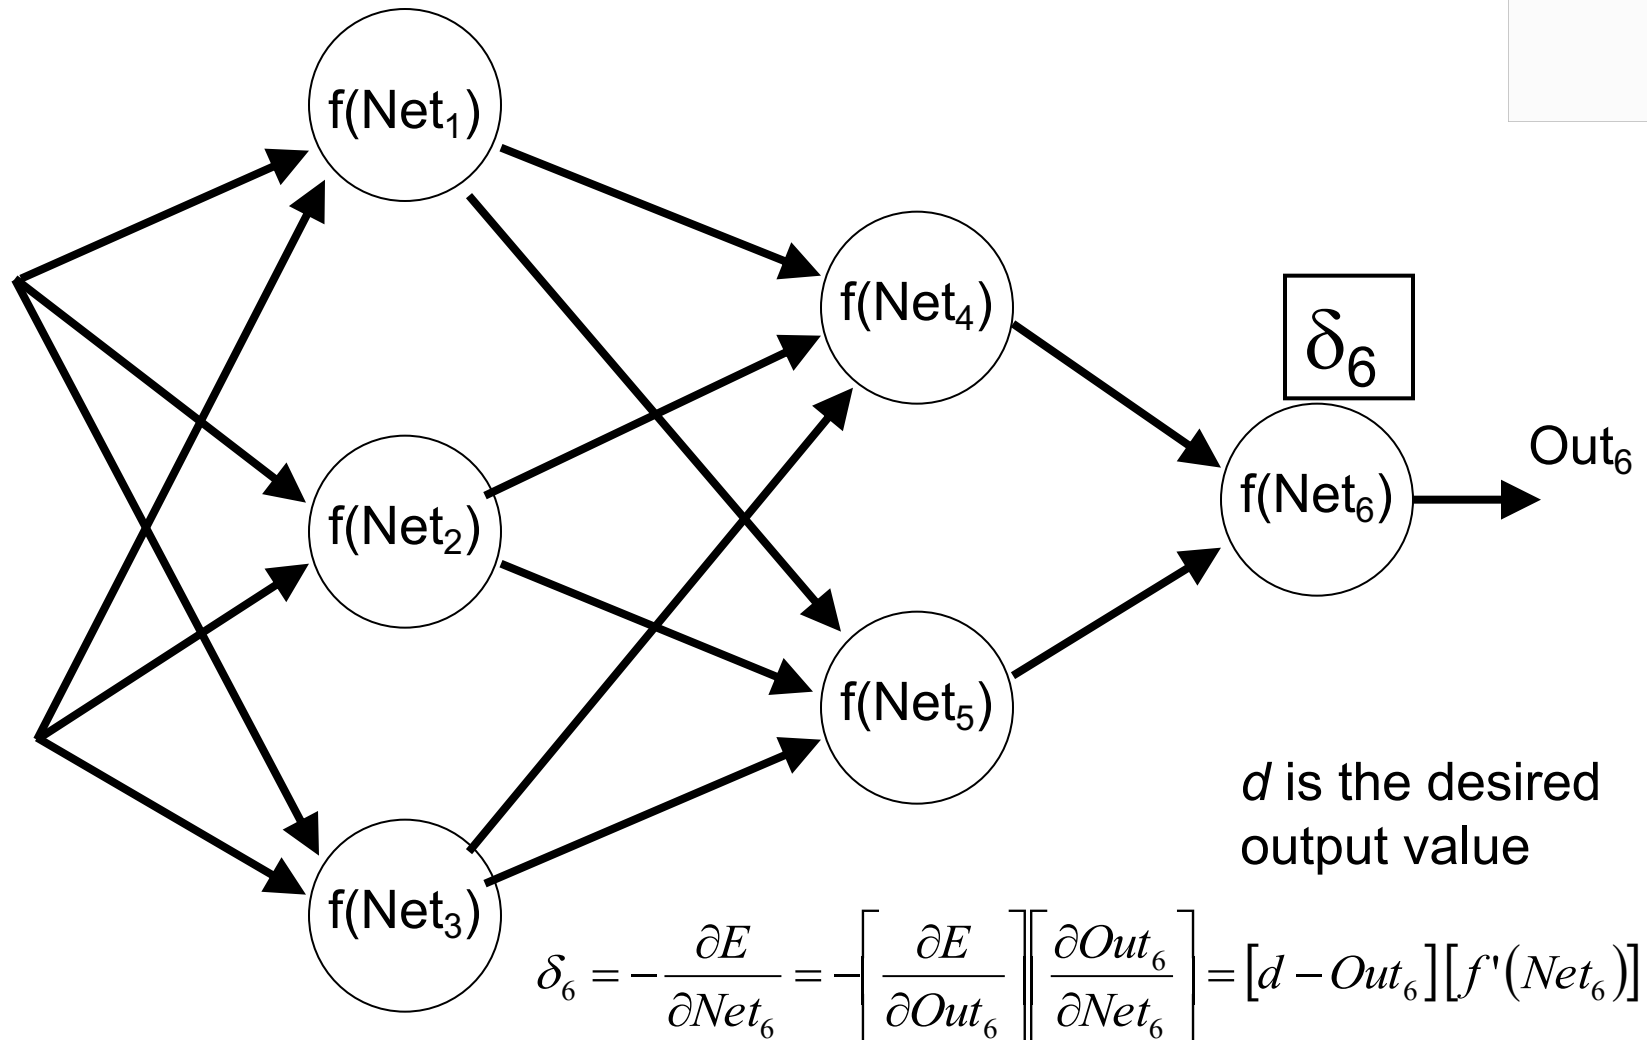 f(Net₁)
f(Net₄)
δ₆
Out₆
f(Net₂)
f(Net₆)
f(Net₅)
d is the desired
output value
f(Net₃)
δ₆ = −∂E/∂Net₆ = −[∂E/∂Out₆][∂Out₆/∂Net₆] = [d − Out₆][f'(Net₆)]